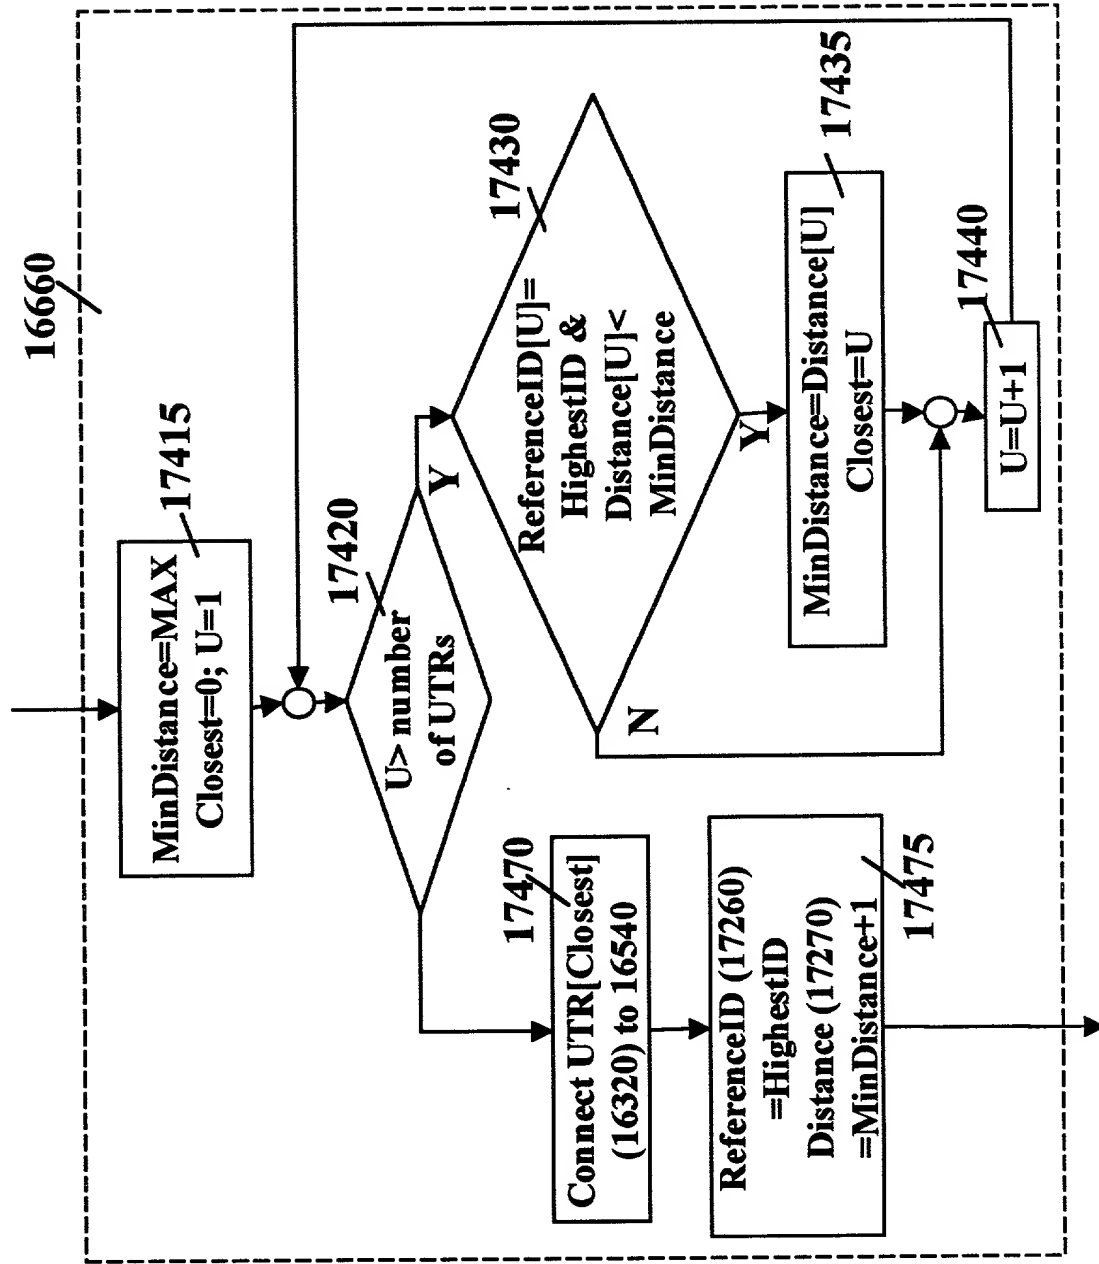 16660
17415
MinDistance=MAX
Closest=0; U=1
17420
U> number
of UTRs
Y
17430
ReferenceID[U]=
HighestID &
Distance[U]<
MinDistance
Y
N
17435
MinDistance=Distance[U]
Closest=U
17440
U=U+1
17470
Connect UTR[Closest]
(16320) to 16540
17475
ReferenceID (17260)
=HighestID
Distance (17270)
=MinDistance+1